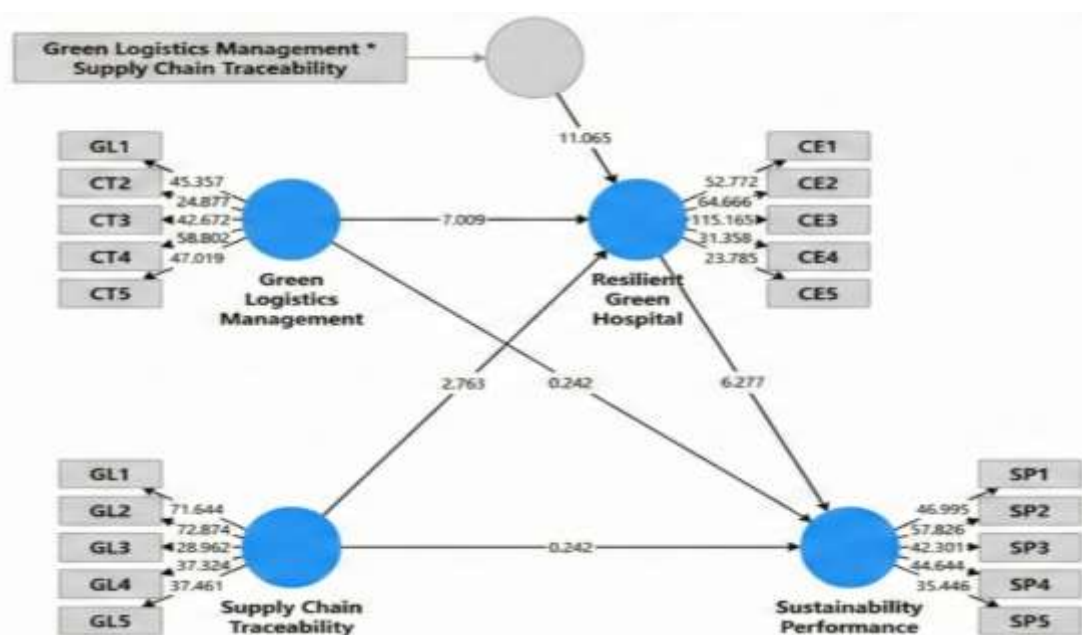 Green Logistics Management *
Supply Chain Traceability
11.065
GL1
CT2
CT3
CT4
CT5
45.357
24.877
42.672
58.802
47.019
Green
Logistics
Management
7.009
Resilient
Green
Hospital
52.772
64.666
115.165
31.358
23.785
CE1
CE2
CE3
CE4
CE5
2.763
0.242
6.277
GL1
GL2
GL3
GL4
GL5
71.644
72.874
28.962
37.324
37.461
Supply Chain
Traceability
0.242
Sustainability
Performance
46.995
57.826
42.301
44.644
35.446
SP1
SP2
SP3
SP4
SP5